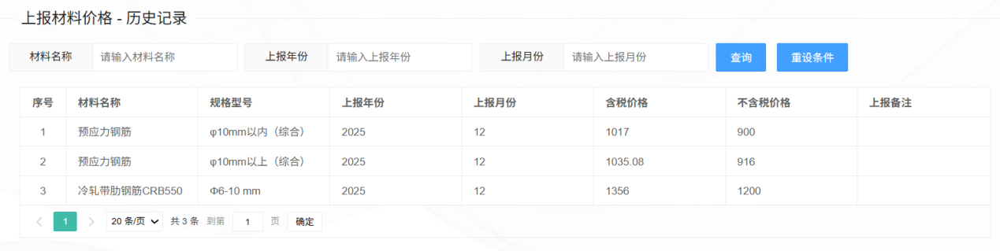 上报材料价格 - 历史记录
材料名称 请输入材料名称 上报年份 请输入上报年份 上报月份 请输入上报月份 查询 重设条件
序号 材料名称 规格型号 上报年份 上报月份 含税价格 不含税价格 上报备注
1 预应力钢筋 φ10mm以内（综合） 2025 12 1017 900
2 预应力钢筋 φ10mm以上（综合） 2025 12 1035.08 916
3 冷轧带肋钢筋CRB550 Φ6-10 mm 2025 12 1356 1200
1 20 条/页 共 3 条 到第 1 页 确定